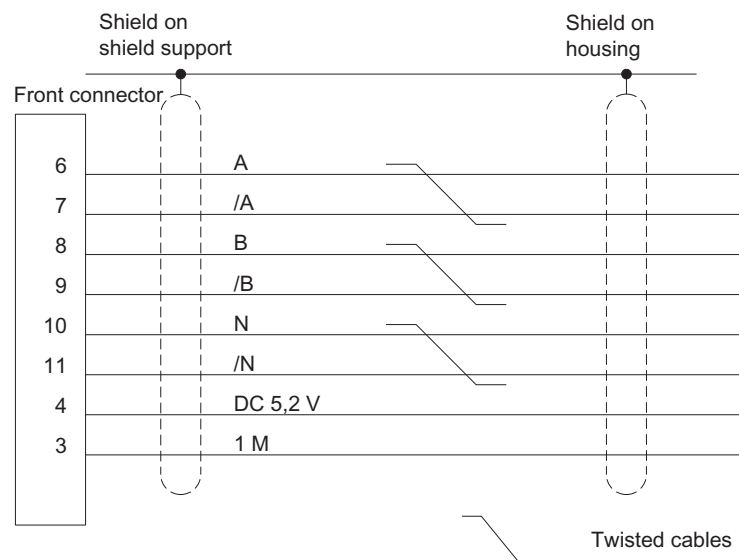 Shield on
shield support
Shield on
housing
Front connector
6 A
7 /A
8 B
9 /B
10 N
11 /N
4 DC 5,2 V
3 1 M
Twisted cables